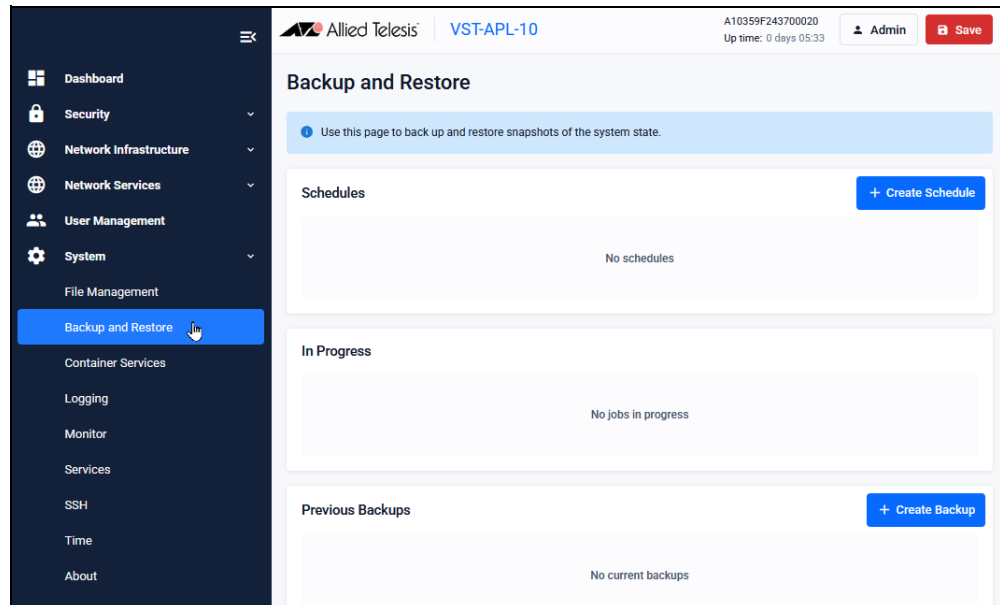 Allied Telesis
VST-APL-10
A10359F243700020
Up time: 0 days 05:33
Admin
Save
Dashboard
Security
Network Infrastructure
Network Services
User Management
System
File Management
Backup and Restore
Container Services
Logging
Monitor
Services
SSH
Time
About
Backup and Restore
Use this page to back up and restore snapshots of the system state.
Schedules
+ Create Schedule
No schedules
In Progress
No jobs in progress
Previous Backups
+ Create Backup
No current backups